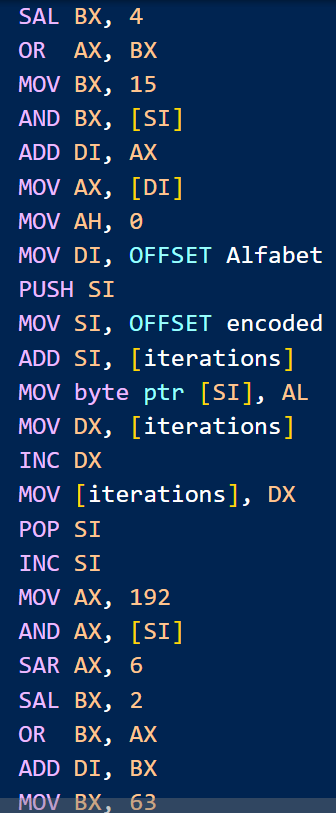 SAL BX, 4
OR  AX, BX
MOV BX, 15
AND BX, [SI]
ADD DI, AX
MOV AX, [DI]
MOV AH, 0
MOV DI, OFFSET Alfabet
PUSH SI
MOV SI, OFFSET encoded
ADD SI, [iterations]
MOV byte ptr [SI], AL
MOV DX, [iterations]
INC DX
MOV [iterations], DX
POP SI
INC SI
MOV AX, 192
AND AX, [SI]
SAR AX, 6
SAL BX, 2
OR  BX, AX
ADD DI, BX
MOV BX, 63